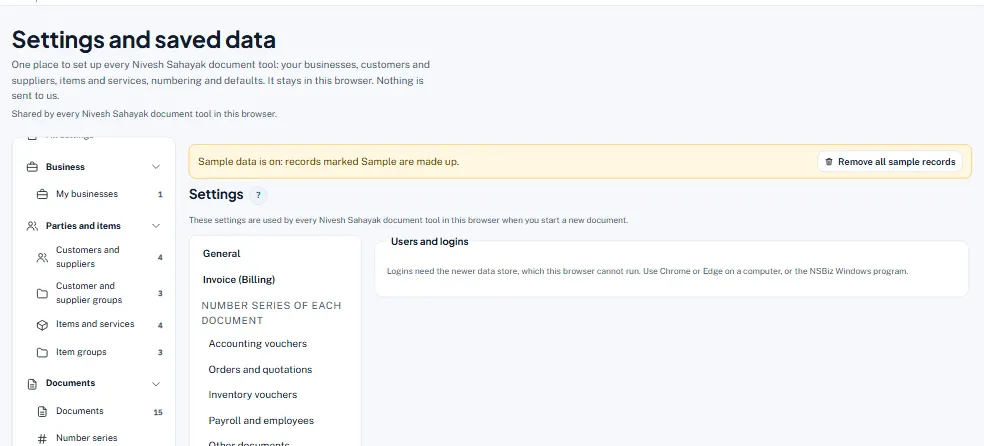 Settings and saved data
One place to set up every Nivesh Sahayak document tool: your businesses, customers and
suppliers, items and services, numbering and defaults. It stays in this browser. Nothing is
sent to us.
Shared by every Nivesh Sahayak document tool in this browser.
Business
My businesses 1
Parties and items
Customers and
suppliers 4
Customer and
supplier groups 3
Items and services 4
Item groups 3
Documents
Documents 15
Number series
Sample data is on: records marked Sample are made up.
Remove all sample records
Settings ?
These settings are used by every Nivesh Sahayak document tool in this browser when you start a new document.
General
Invoice (Billing)
NUMBER SERIES OF EACH
DOCUMENT
Accounting vouchers
Orders and quotations
Inventory vouchers
Payroll and employees
Other documents
Users and logins
Logins need the newer data store, which this browser cannot run. Use Chrome or Edge on a computer, or the NSBiz Windows program.